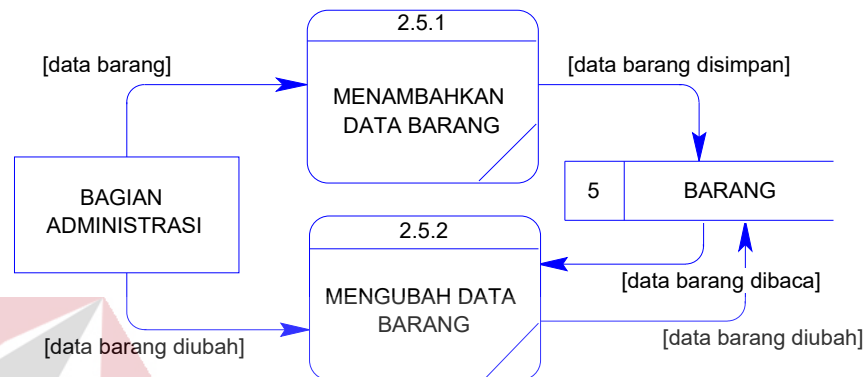 2.5.1
[data barang]
[data barang disimpan]
MENAMBAHKAN
DATA BARANG
BAGIAN
ADMINISTRASI
5
BARANG
2.5.2
[data barang dibaca]
MENGUBAH DATA
BARANG
[data barang diubah]
[data barang diubah]